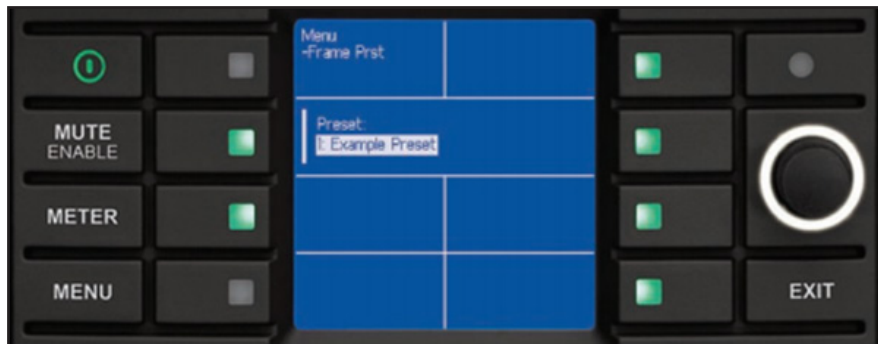 Menu
-Frame Prst
MUTE
ENABLE
Preset:
1: Example Preset
METER
MENU
EXIT